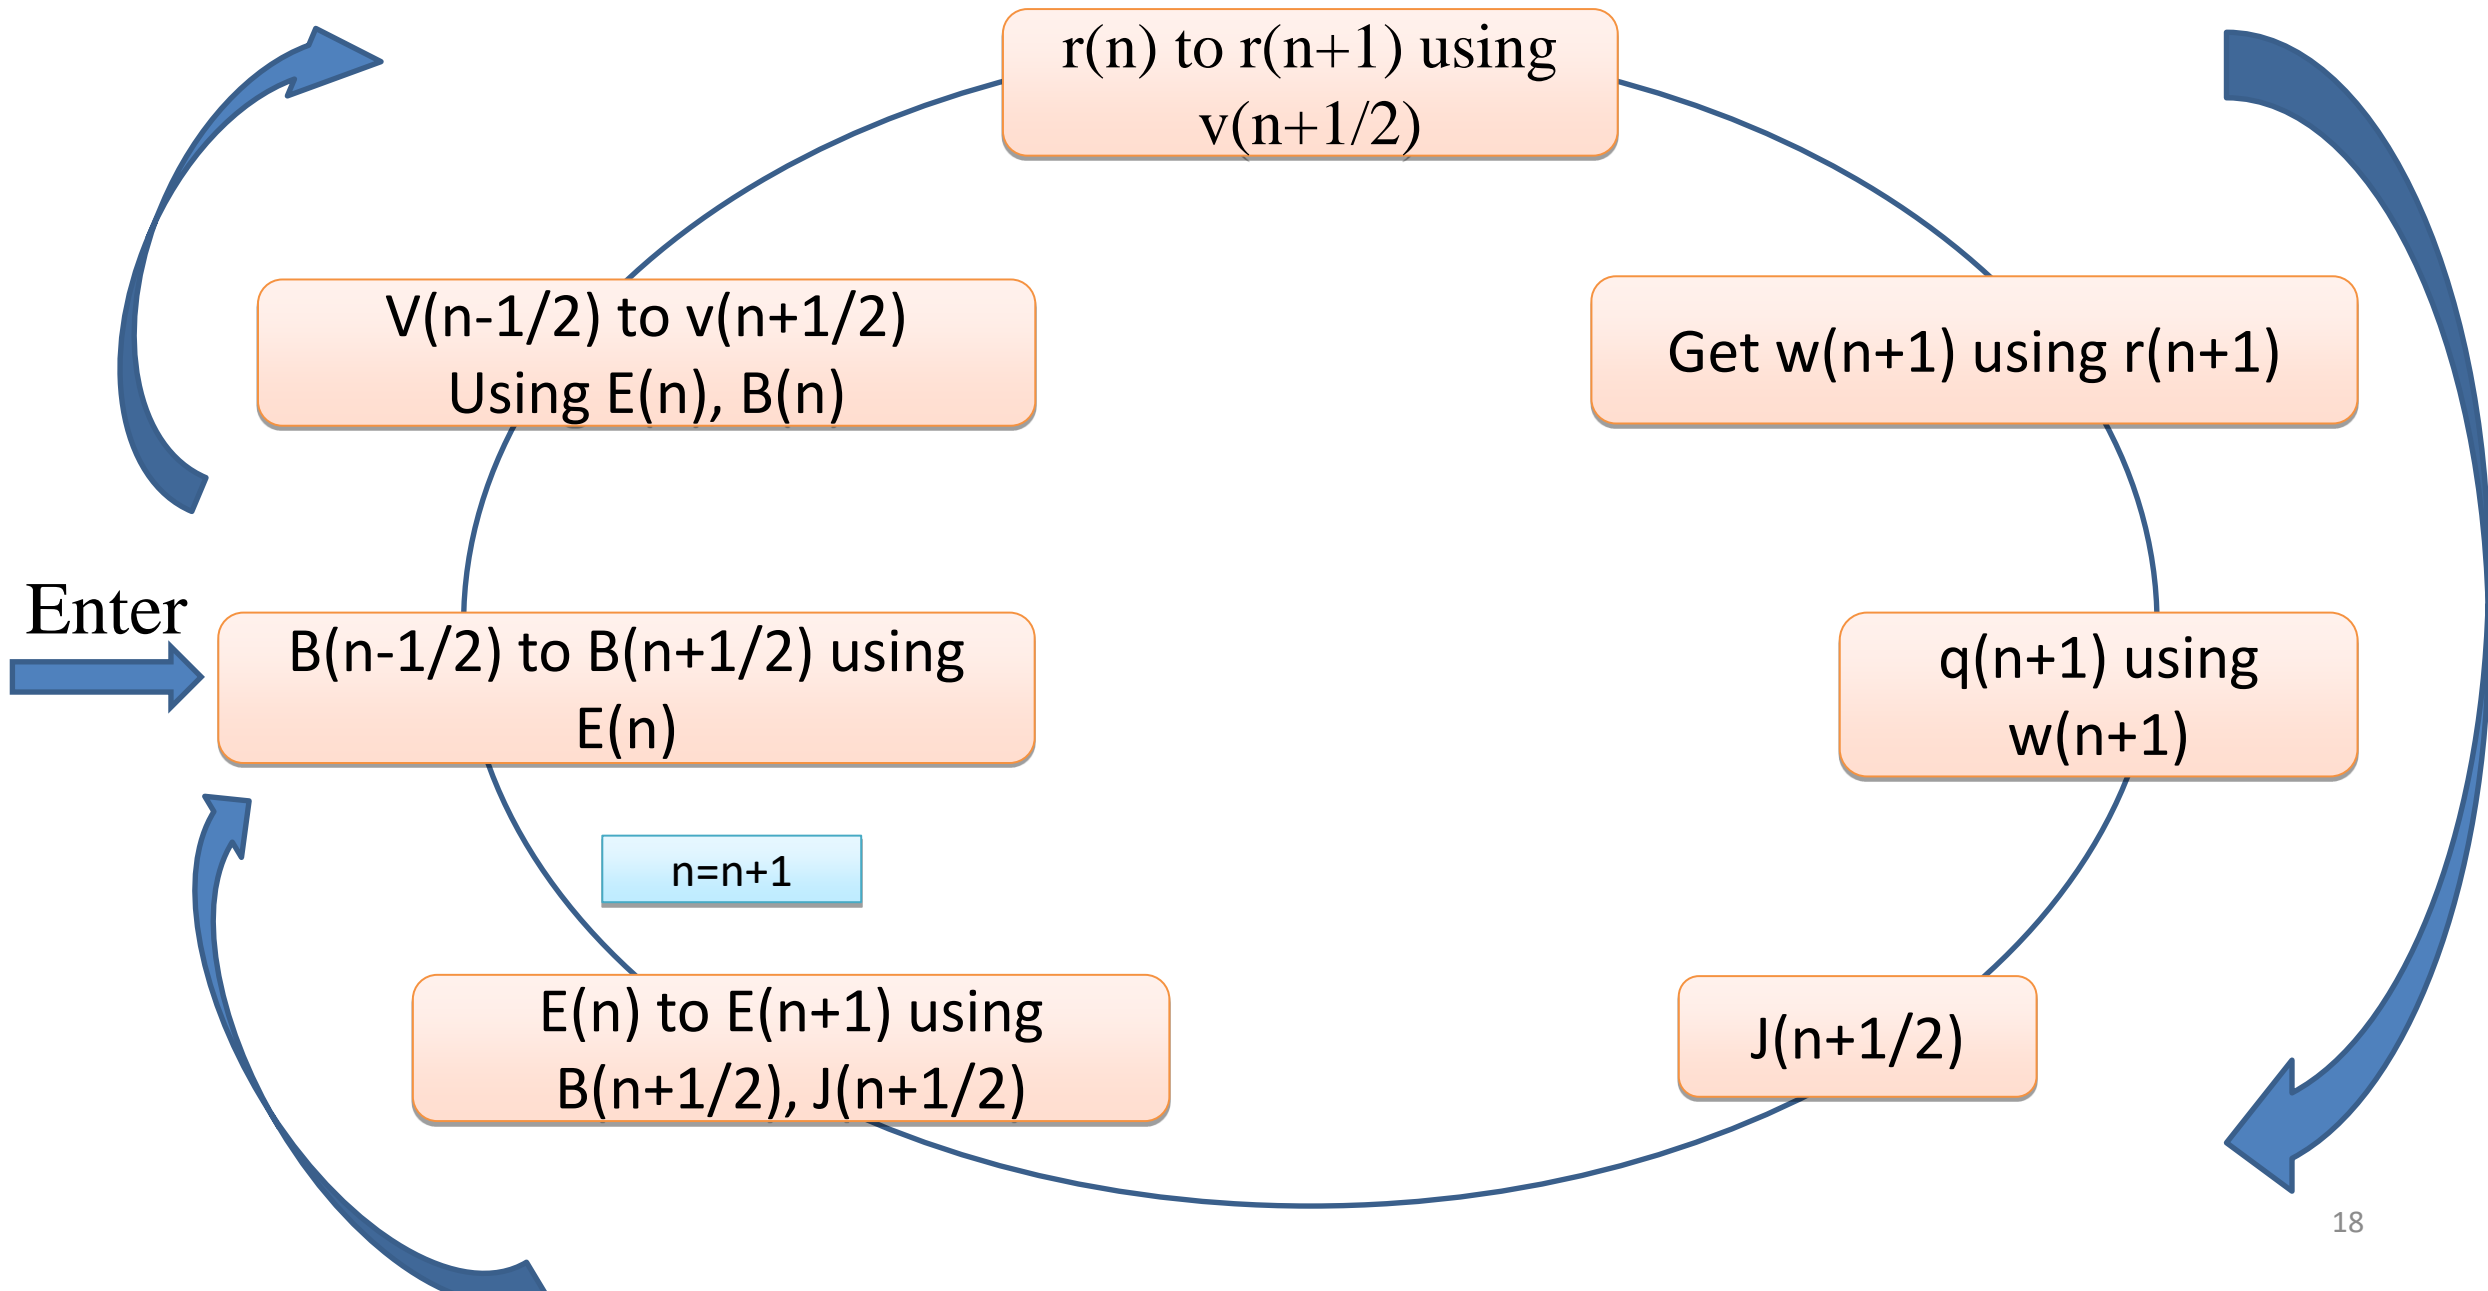 r(n) to r(n+1) using
v(n+1/2)
V(n-1/2) to v(n+1/2)
Using E(n), B(n)
Get w(n+1) using r(n+1)
Enter
B(n-1/2) to B(n+1/2) using
E(n)
q(n+1) using
w(n+1)
n=n+1
E(n) to E(n+1) using
B(n+1/2), J(n+1/2)
J(n+1/2)
18